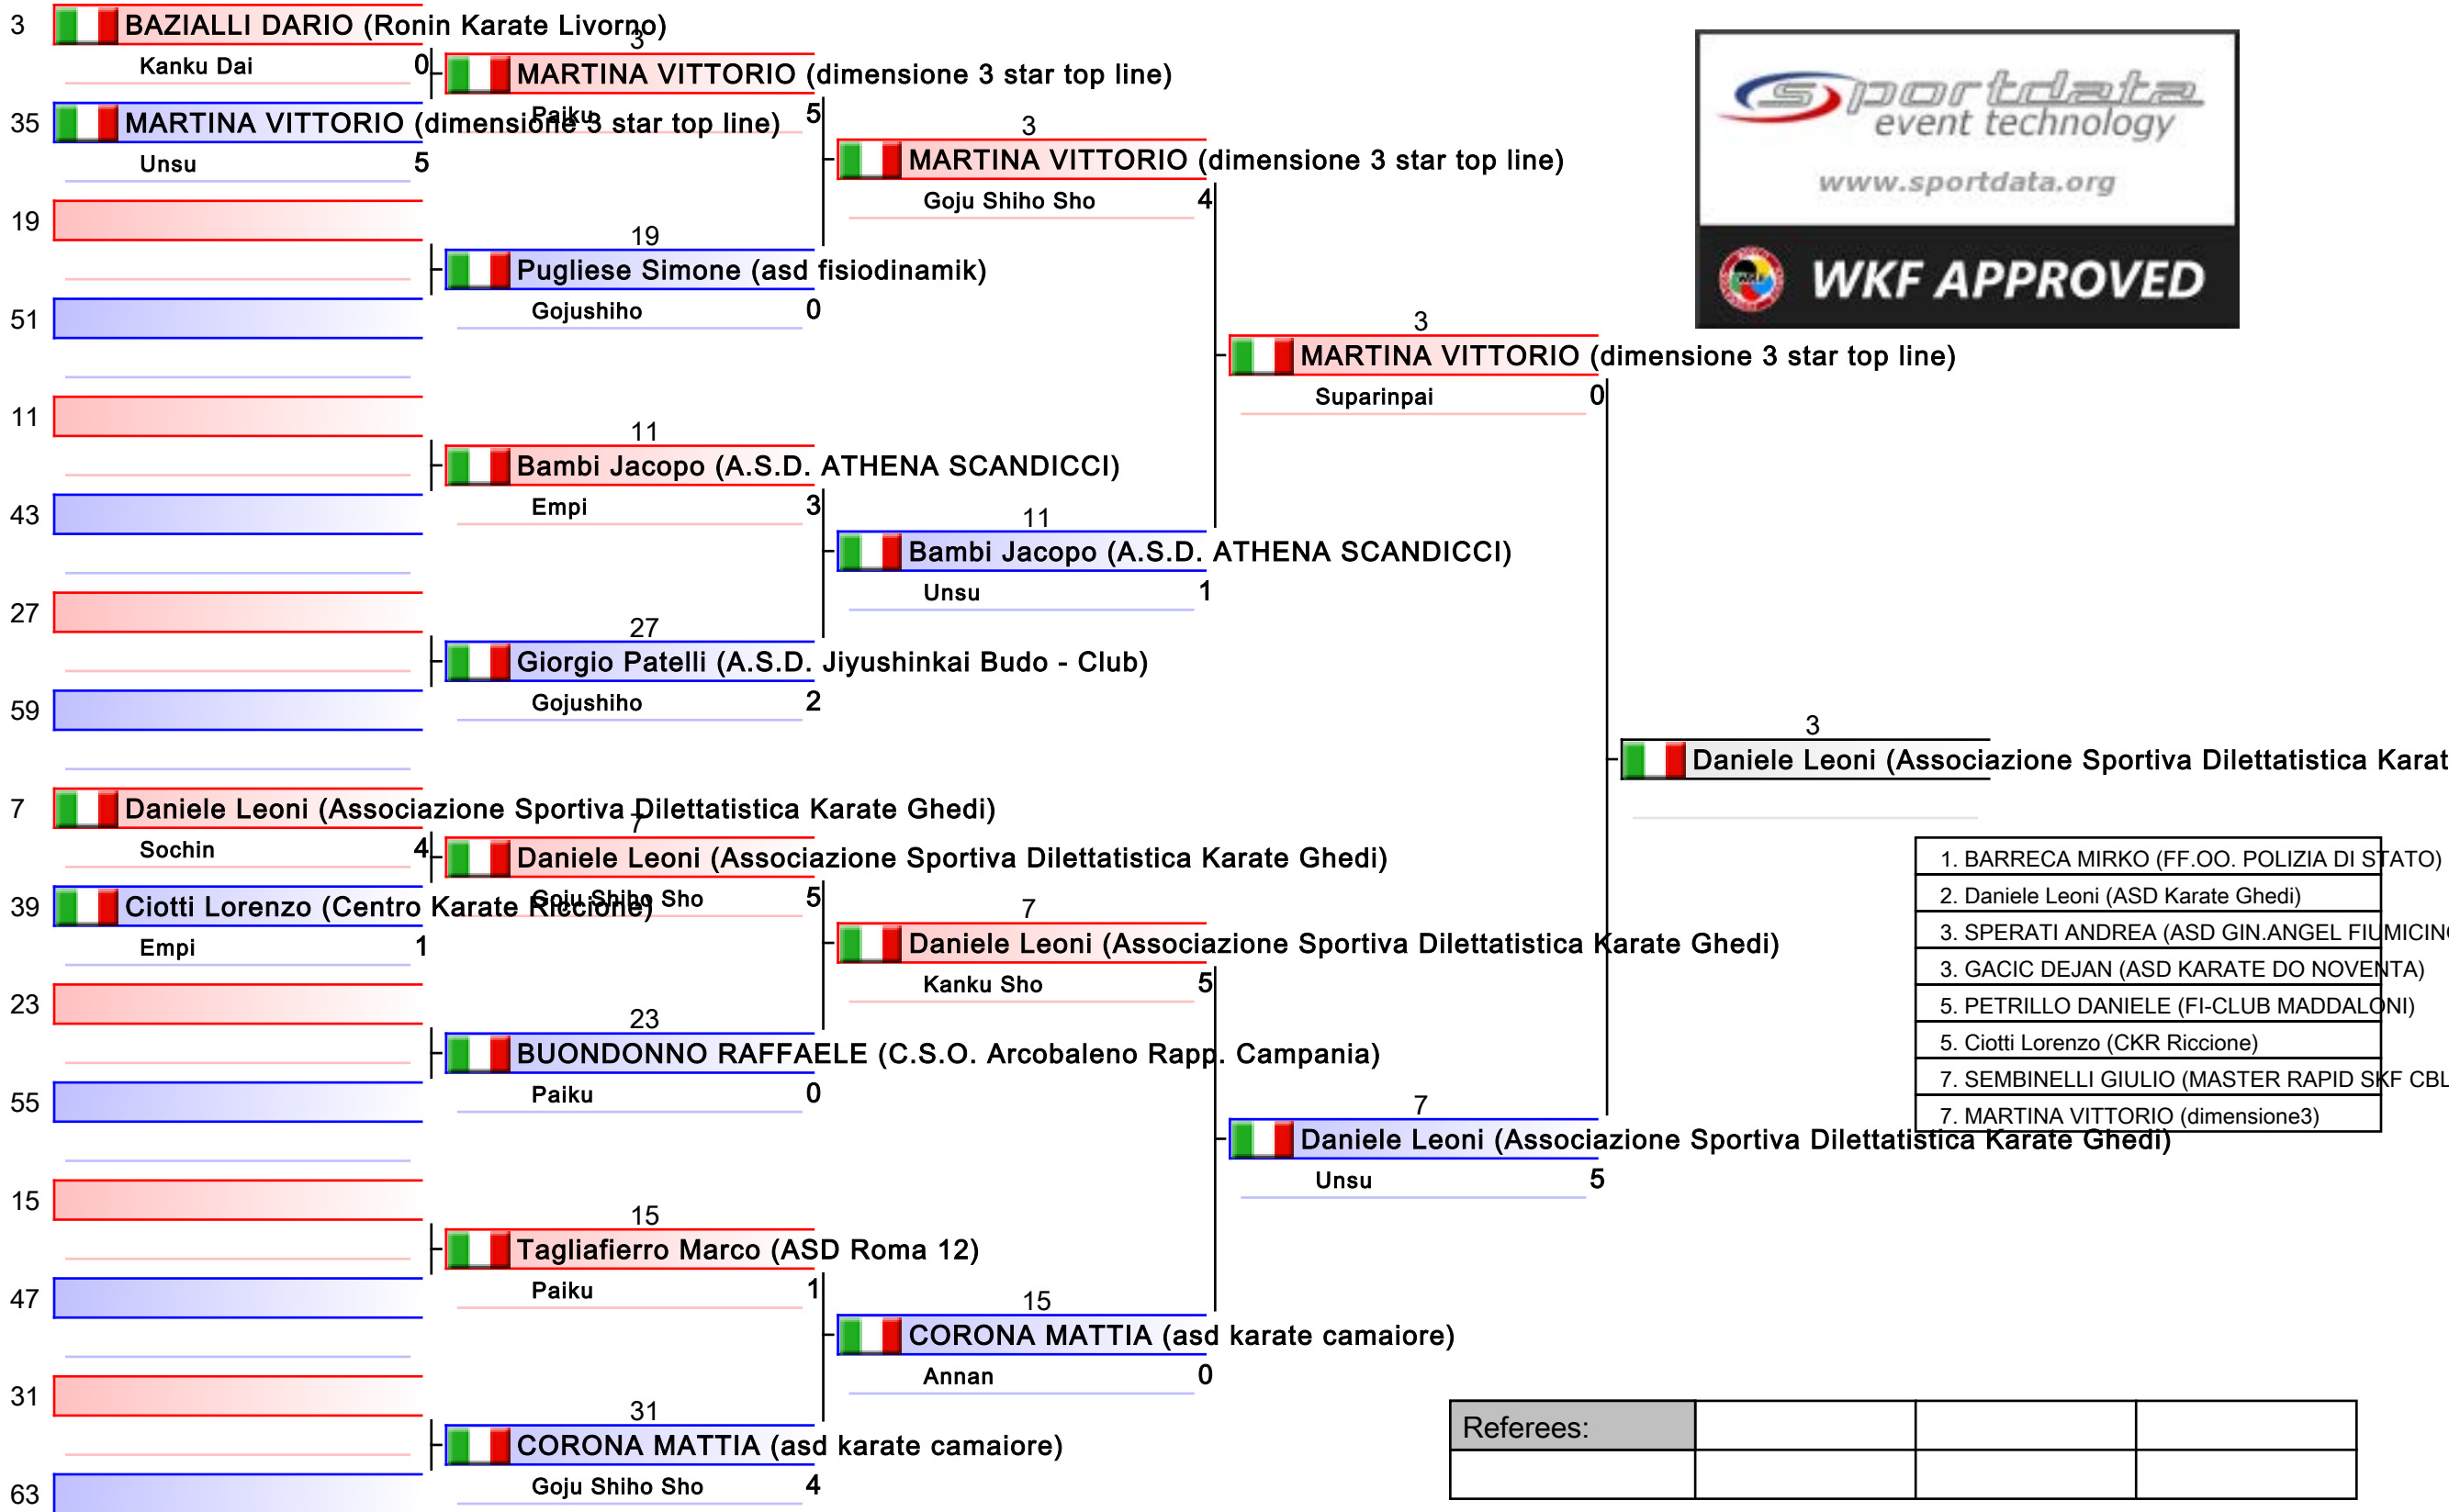 3
BAZIALLI DARIO (Ronin Karate Livorno)
Kanku Dai 0
35
MARTINA VITTORIO (dimensione 3 star top line)
Unsu 5
19
51
11
43
27
59
7
Daniele Leoni (Associazione Sportiva Dilettatistica Karate Ghedi)
Sochin 4
39
Ciotti Lorenzo (Centro Karate Riccione)
Empi 1
23
55
15
47
31
63
3
MARTINA VITTORIO (dimensione 3 star top line)
Paiku 5
19
Pugliese Simone (asd fisiodinamik)
Gojushiho 0
11
Bambi Jacopo (A.S.D. ATHENA SCANDICCI)
Empi 3
27
Giorgio Patelli (A.S.D. Jiyushinkai Budo - Club)
Gojushiho 2
7
Daniele Leoni (Associazione Sportiva Dilettatistica Karate Ghedi)
Goju Shiho Sho 5
23
BUONDONNO RAFFAELE (C.S.O. Arcobaleno Rapp. Campania)
Paiku 0
15
Tagliafierro Marco (ASD Roma 12)
Paiku 1
31
CORONA MATTIA (asd karate camaiore)
Goju Shiho Sho 4
3
MARTINA VITTORIO (dimensione 3 star top line)
Goju Shiho Sho 4
11
Bambi Jacopo (A.S.D. ATHENA SCANDICCI)
Unsu 1
7
Daniele Leoni (Associazione Sportiva Dilettatistica Karate Ghedi)
Kanku Sho 5
15
CORONA MATTIA (asd karate camaiore)
Annan 0
3
MARTINA VITTORIO (dimensione 3 star top line)
Suparinpai 0
7
Daniele Leoni (Associazione Sportiva Dilettatistica Karate Ghedi)
Unsu 5
3
Daniele Leoni (Associazione Sportiva Dilettatistica Karat
sportdata
event technology
www.sportdata.org
WKF
WKF APPROVED
1. BARRECA MIRKO (FF.OO. POLIZIA DI STATO)
2. Daniele Leoni (ASD Karate Ghedi)
3. SPERATI ANDREA (ASD GIN.ANGEL FIUMICINO
3. GACIC DEJAN (ASD KARATE DO NOVENTA)
5. PETRILLO DANIELE (FI-CLUB MADDALONI)
5. Ciotti Lorenzo (CKR Riccione)
7. SEMBINELLI GIULIO (MASTER RAPID SKF CBL
7. MARTINA VITTORIO (dimensione3)
Referees: